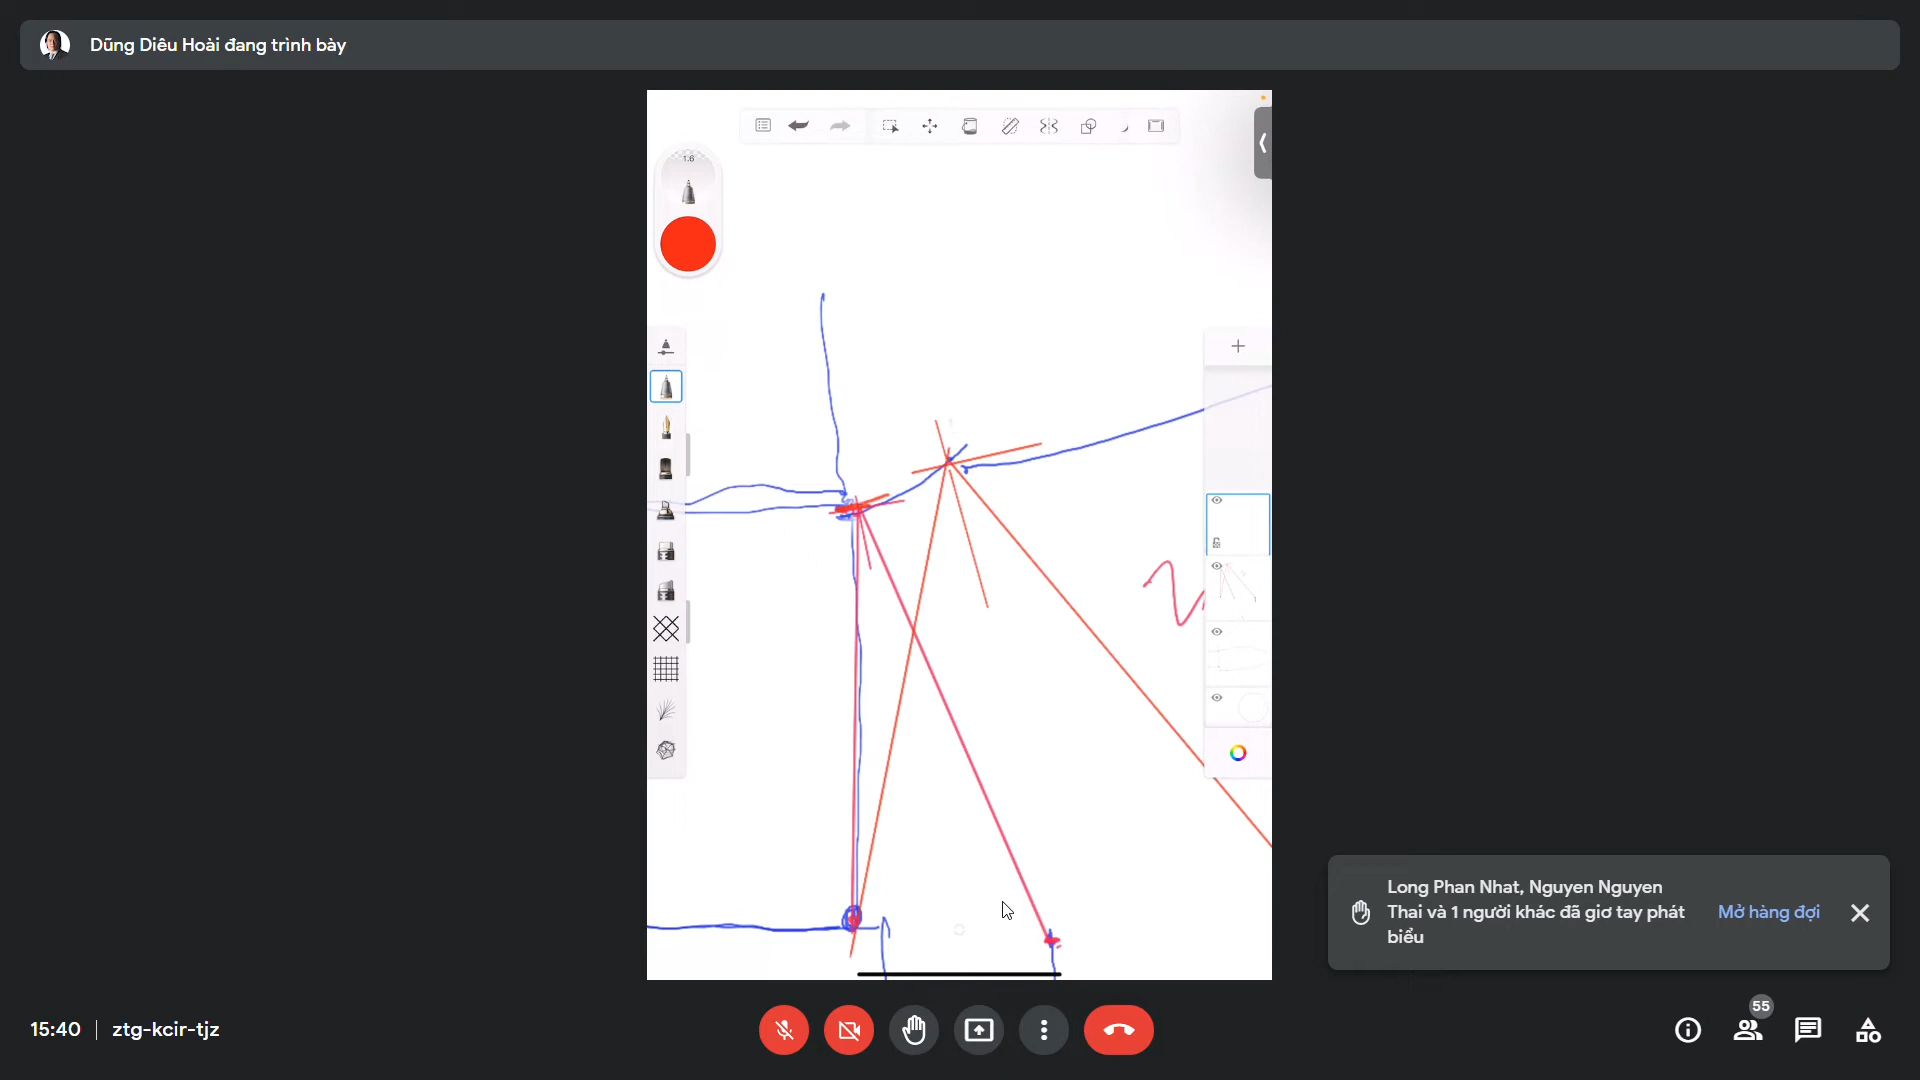 Dũng Diêu Hoài đang trình bày
1.6
Long Phan Nhat, Nguyen Nguyen
Thai và 1 người khác đã giơ tay phát
biểu
Mở hàng đợi
15:40
ztg-kcir-tjz
55